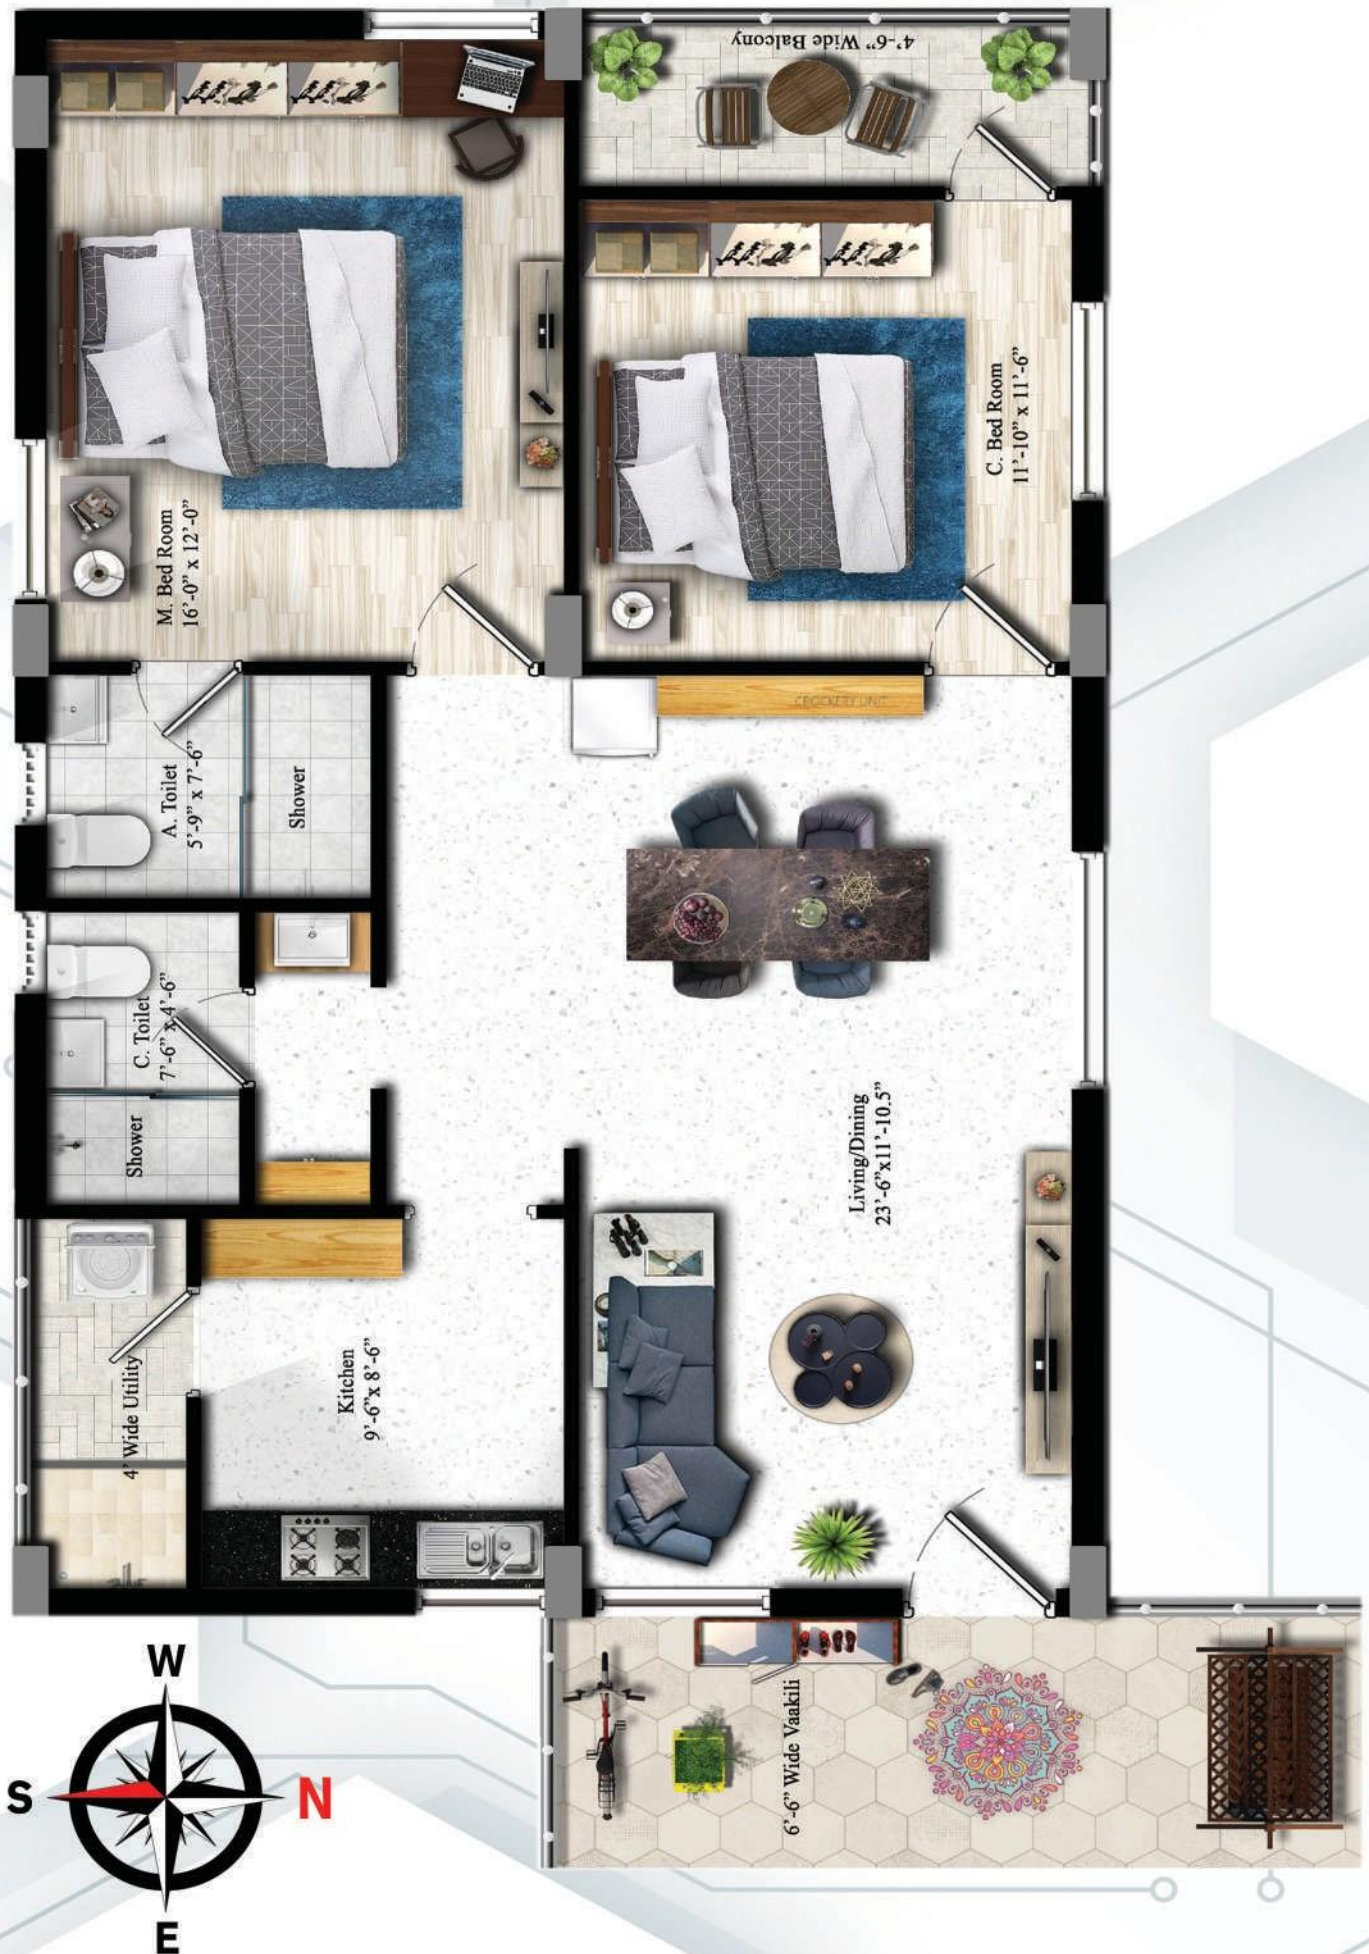 4'-6" Wide Balcony
M. Bed Room
16'-0" x 12'-0"
C. Bed Room
11'-10" x 11'-6"
CROCKERY UNIT
A. Toilet
5'-9" x 7'-6"
Shower
C. Toilet
7'-6" x 4'-6"
Shower
Living/Dining
23'-6"x11'-10.5"
4' Wide Utility
Kitchen
9'-6"x 8'-6"
6'-6" Wide Vaakili
W
S
N
E